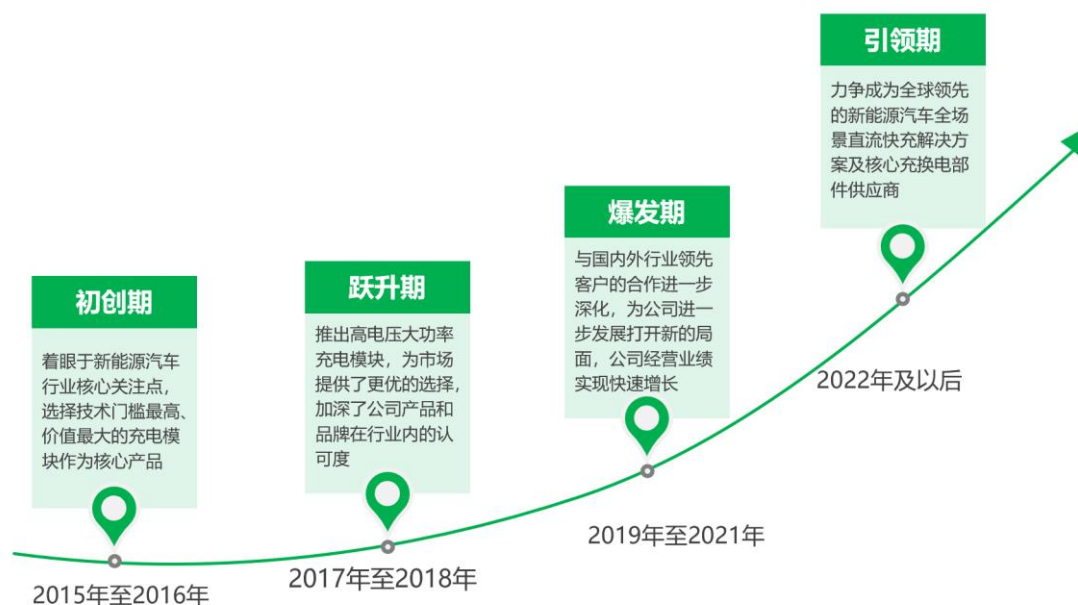 初创期
着眼于新能源汽车
行业核心关注点，
选择技术门槛最高、
价值最大的充电模
块作为核心产品
2015年至2016年
跃升期
推出高电压大功率
充电模块，为市场
提供了更优的选择，
加深了公司产品和
品牌在行业内的认
可度
2017年至2018年
爆发期
与国内外行业领先
客户的合作进一步
深化，为公司进一
步发展打开新的局
面，公司经营业绩
实现快速增长
2019年至2021年
引领期
力争成为全球领先
的新能源汽车全场
景直流快充解决方
案及核心充换电部
件供应商
2022年及以后